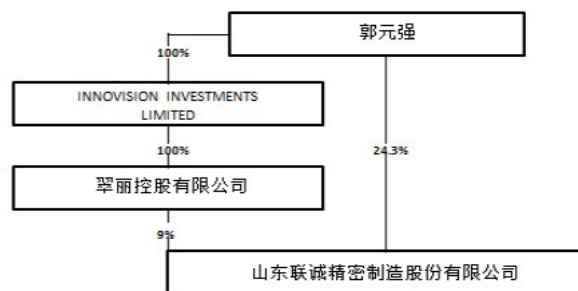 郭元强
100%
INNOVISION INVESTMENTS
LIMITED
100%
24.3%
翠丽控股有限公司
9%
山东联诚精密制造股份有限公司